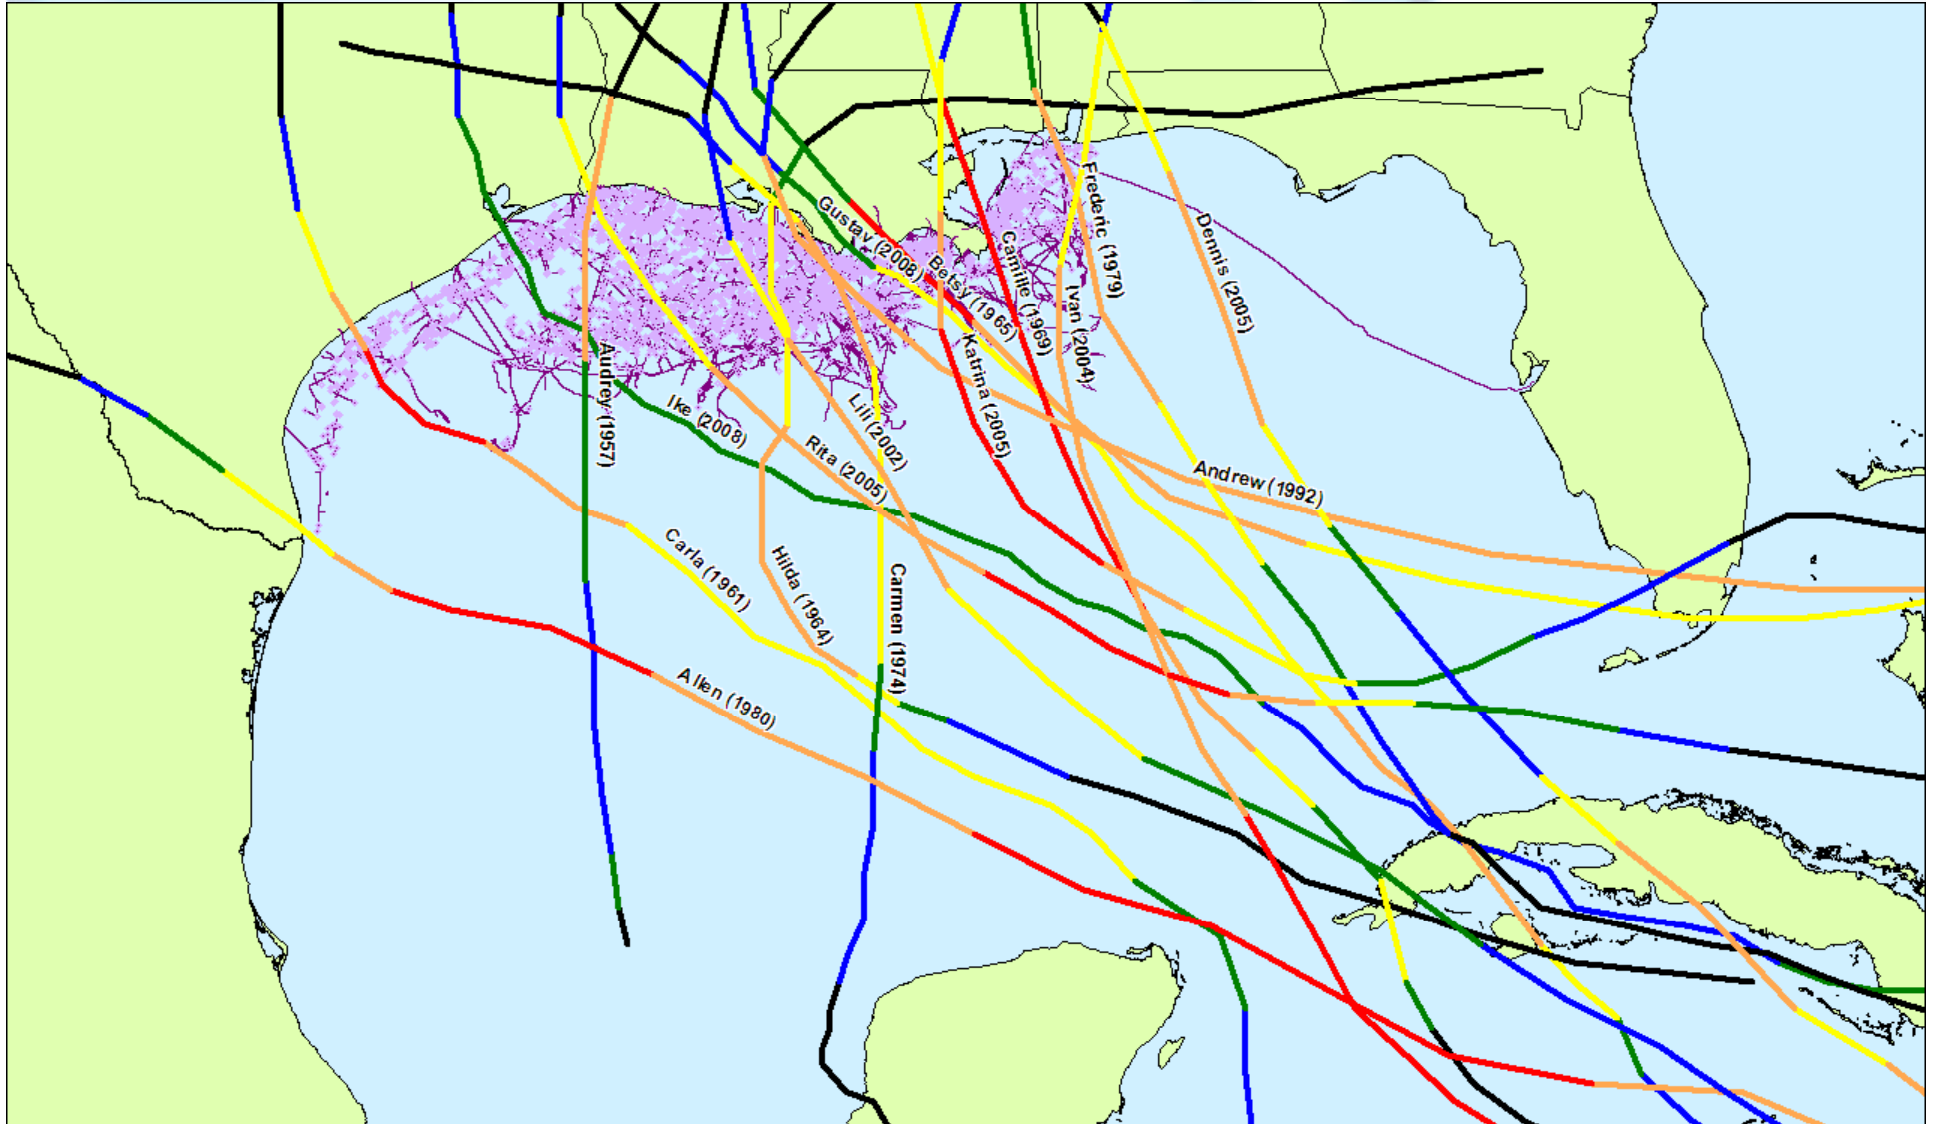 Gustav (2008)
Frederic (1979)
Dennis (2005)
Betsy (1965)
Camille (1969)
Ivan (2004)
Katrina (2005)
Audrey (1957)
Ike (2008)
Lili (2002)
Rita (2005)
Andrew (1992)
Carla (1961)
Hilda (1964)
Carmen (1974)
Allen (1980)